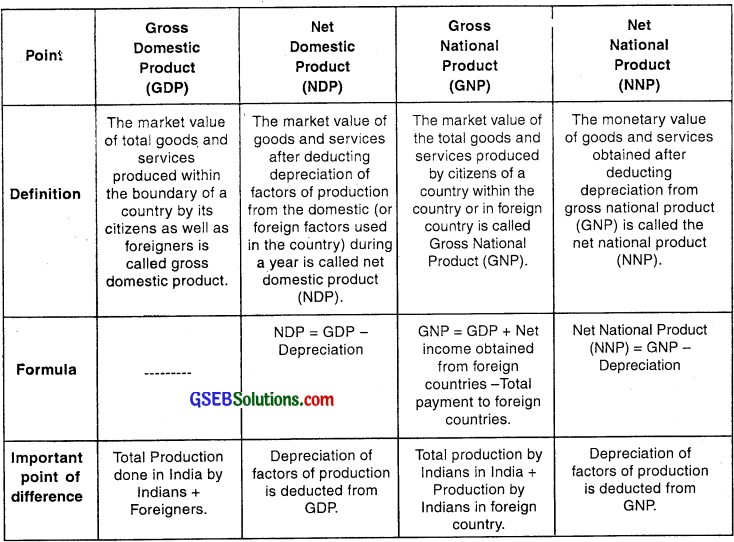 Point
Gross
Domestic
Product
(GDP)
Net
Domestic
Product
(NDP)
Gross
National
Product
(GNP)
Net
National
Product
(NNP)
Definition
The market value
of total goods and
services
produced within
the boundary of a
country by its
citizens as well as
foreigners is
called gross
domestic product.
The market value of
goods and services
after deducting
depreciation of
factors of production
from the domestic (or
foreign factors used
in the country) during
a year is called net
domestic product
(NDP).
The market value of
the total goods and
services produced
by citizens of a
country within the
country or in foreign
country is called
Gross National
Product (GNP).
The monetary value
of goods and services
obtained after
deducting
depreciation from
gross national product
(GNP) is called the
net national product
(NNP).
Formula
---------
NDP = GDP –
Depreciation
GNP = GDP + Net
income obtained
from foreign
countries –Total
payment to foreign
countries.
Net National Product
(NNP) = GNP –
Depreciation
GSEBSolutions.com
Important
point of
difference
Total Production
done in India by
Indians +
Foreigners.
Depreciation of
factors of production
is deducted from
GDP.
Total production by
Indians in India +
Production by
Indians in foreign
country.
Depreciation of
factors of production
is deducted from
GNP.